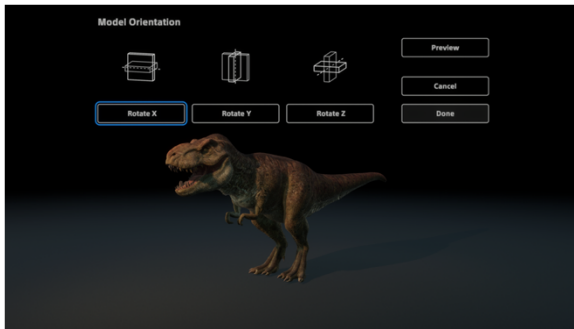 Model Orientation
Preview
Cancel
Rotate X
Rotate Y
Rotate Z
Done